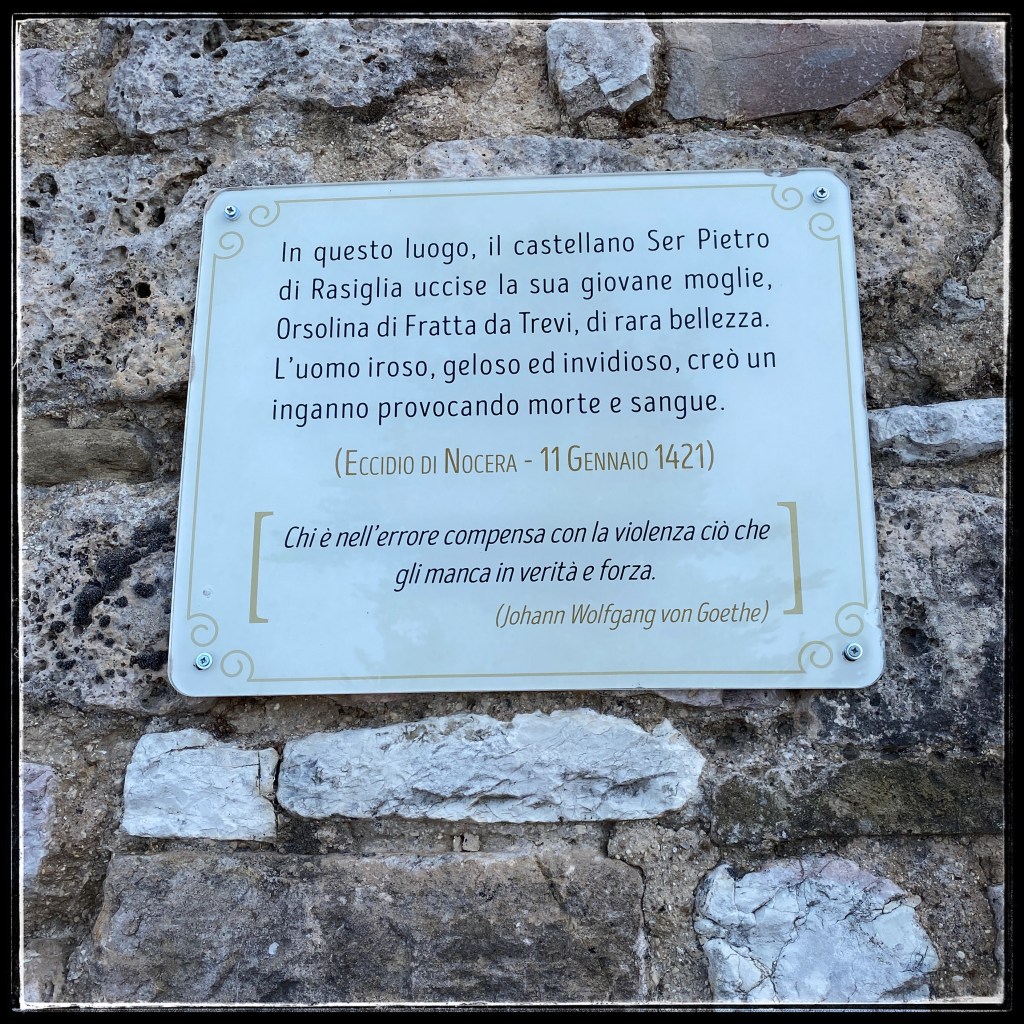 In questo luogo, il castellano Ser Pietro
di Rasiglia uccise la sua giovane moglie,
Orsolina di Fratta da Trevi, di rara bellezza.
L'uomo iroso, geloso ed invidioso, creò un
inganno provocando morte e sangue.
(Eccidio di Nocera - 11 Gennaio 1421)
Chi è nell'errore compensa con la violenza ciò che
gli manca in verità e forza.
(Johann Wolfgang von Goethe)